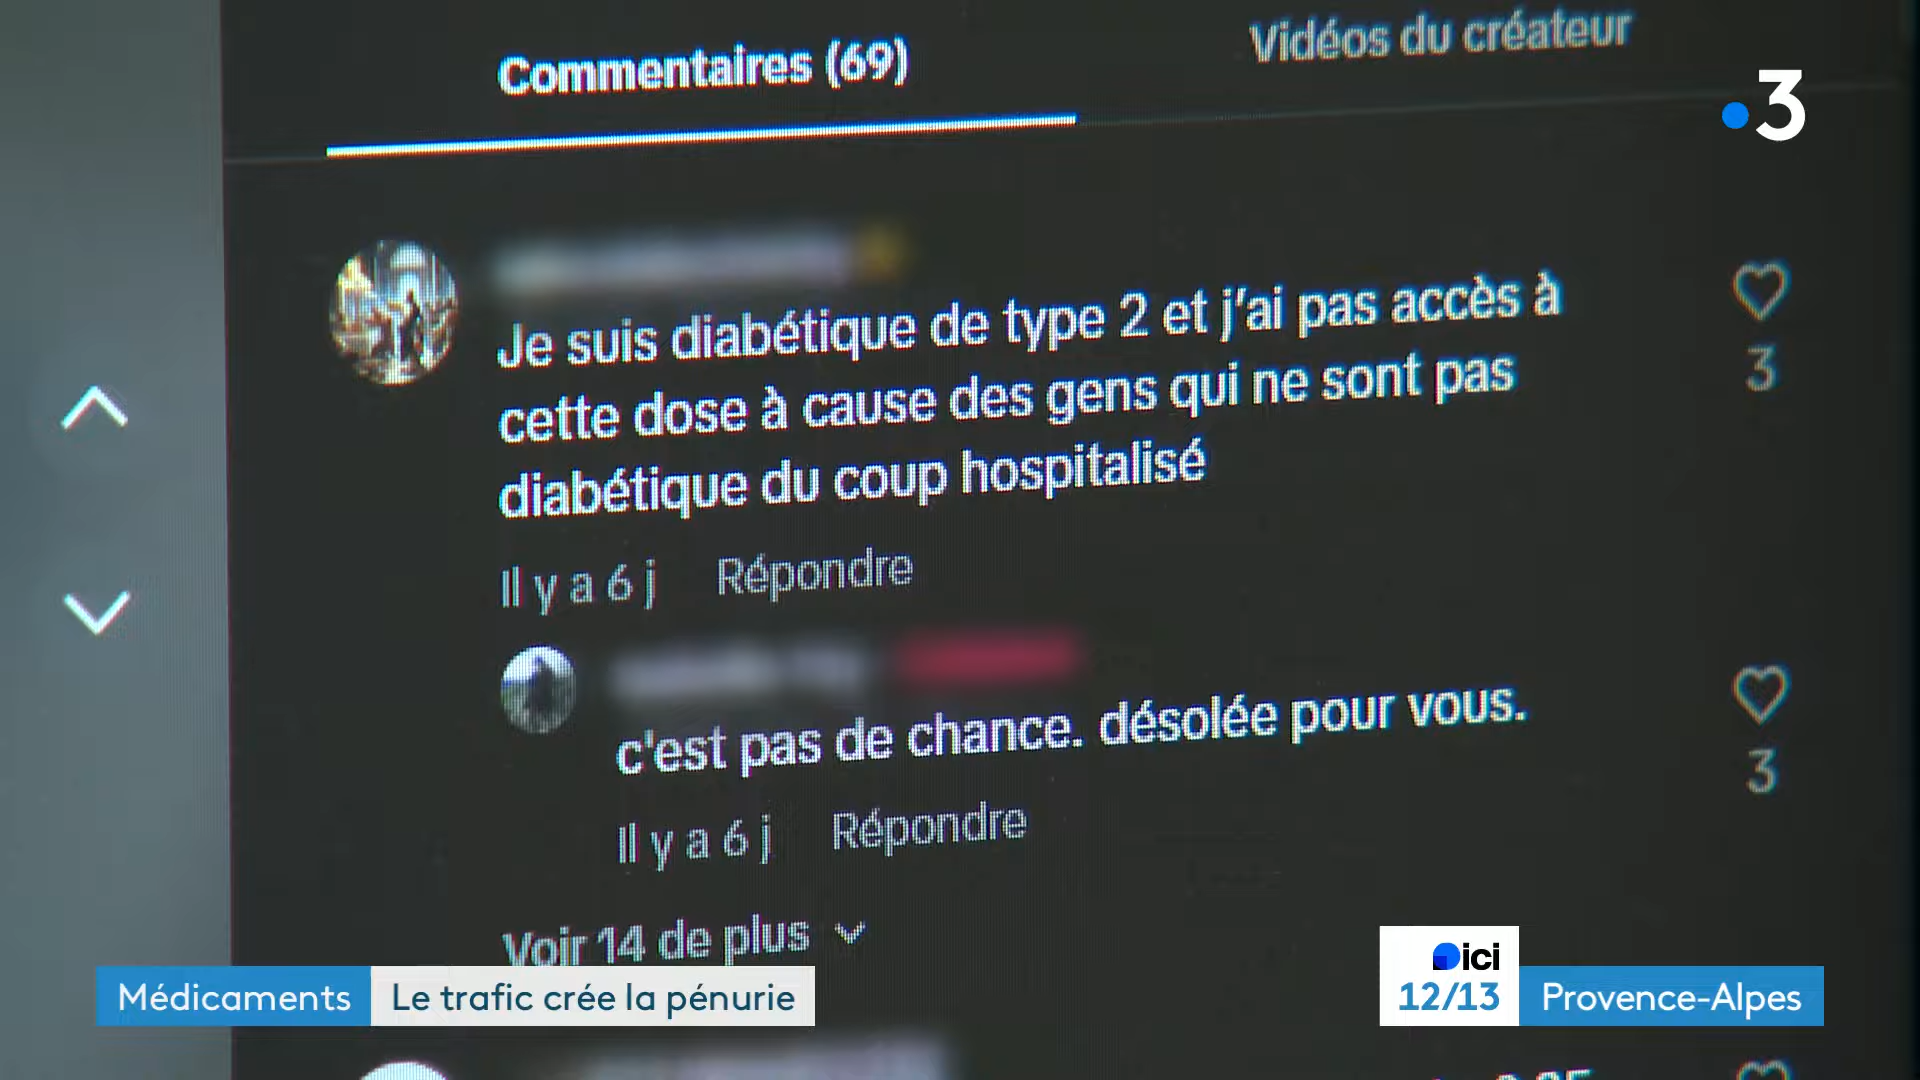 Commentaires (69)
Vidéos du créateur
3
Je suis diabétique de type 2 et j'ai pas accès à
cette dose à cause des gens qui ne sont pas
diabétique du coup hospitalisé
3
Il y a 6 j
Répondre
c'est pas de chance. désolée pour vous.
3
Il y a 6 j
Répondre
Voir 14 de plus
Médicaments
Le trafic crée la pénurie
ici
12/13
Provence-Alpes